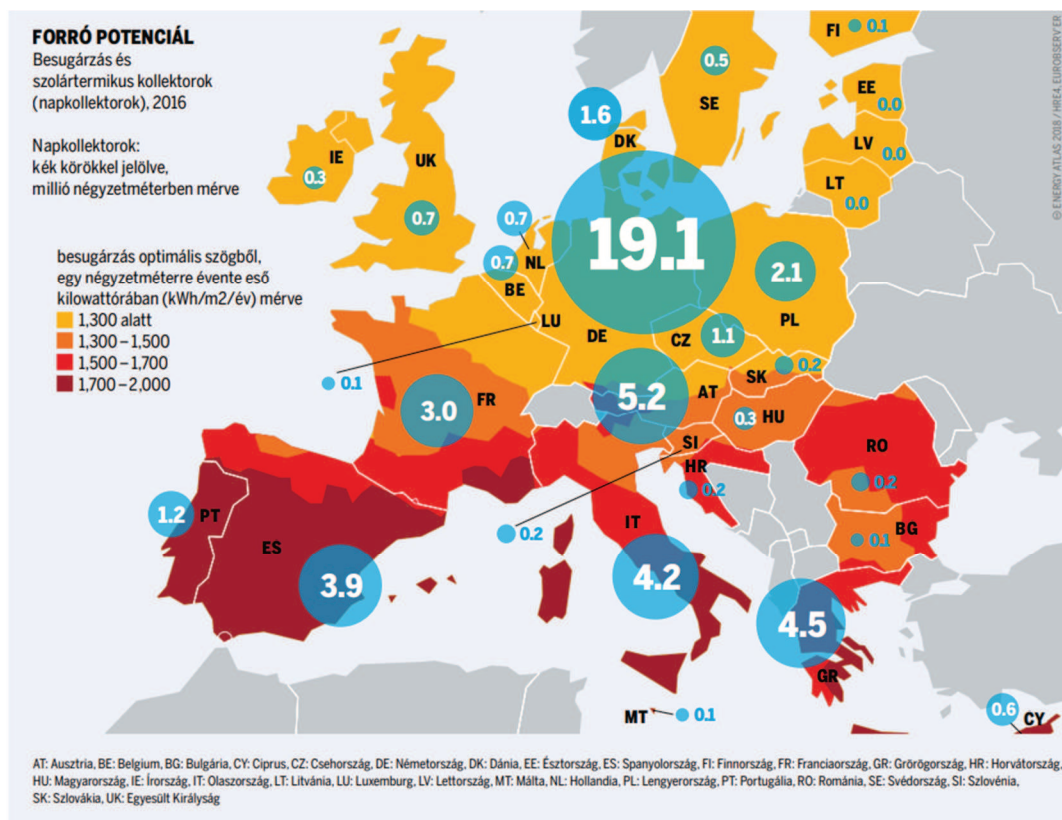 FORRÓ POTENCIÁL
Besugárzás és
szolártermikus kollektorok
(napkollektorok), 2016
Napkollektorok:
kék körökkel jelölve,
millió négyzetméterben mérve
besugárzás optimális szögből,
egy négyzetméterre évente eső
kilowattórában (kWh/m2/év) mérve
1,300 alatt
1,300 – 1,500
1,500 – 1,700
1,700 – 2,000
© ENERGY ATLAS 2018 / HRE4, EUROBSERV'ER
FI
0.1
0.5
SE
EE
0.0
1.6
DK
LV
0.0
IE
0.3
UK
LT
0.0
0.7
0.7
NL
19.1
0.7
BE
2.1
PL
LU
DE
CZ
1.1
0.1
SK
0.2
FR
3.0
5.2
AT
0.3
HU
SI
RO
HR
0.2
0.2
PT
1.2
IT
BG
0.1
0.2
ES
3.9
4.2
4.5
GR
MT
0.1
0.6
CY
AT: Ausztria, BE: Belgium, BG: Bulgária, CY: Ciprus, CZ: Csehország, DE: Németország, DK: Dánia, EE: Észtország, ES: Spanyolország, FI: Finnország, FR: Franciaország, GR: Grörögország, HR: Horvátország,
HU: Magyarország, IE: Írország, IT: Olaszország, LT: Litvánia, LU: Luxemburg, LV: Lettország, MT: Málta, NL: Hollandia, PL: Lengyerország, PT: Portugália, RO: Románia, SE: Svédország, SI: Szlovénia,
SK: Szlovákia, UK: Egyesült Királyság